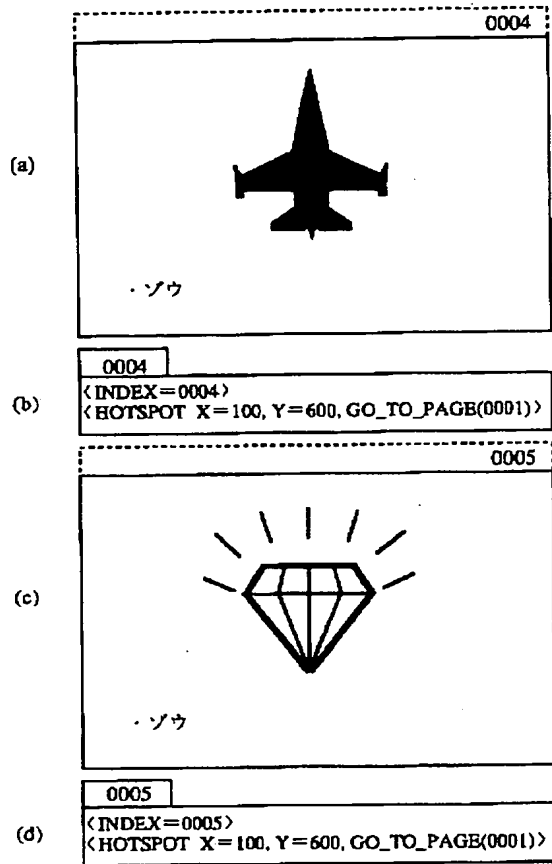 0004
(a)
・ゾウ
0004
(b)
〈INDEX=0004〉
〈HOTSPOT X=100, Y=600, GO_TO_PAGE(0001)〉
0005
(c)
・ゾウ
0005
(d)
〈INDEX=0005〉
〈HOTSPOT X=100, Y=600, GO_TO_PAGE(0001)〉